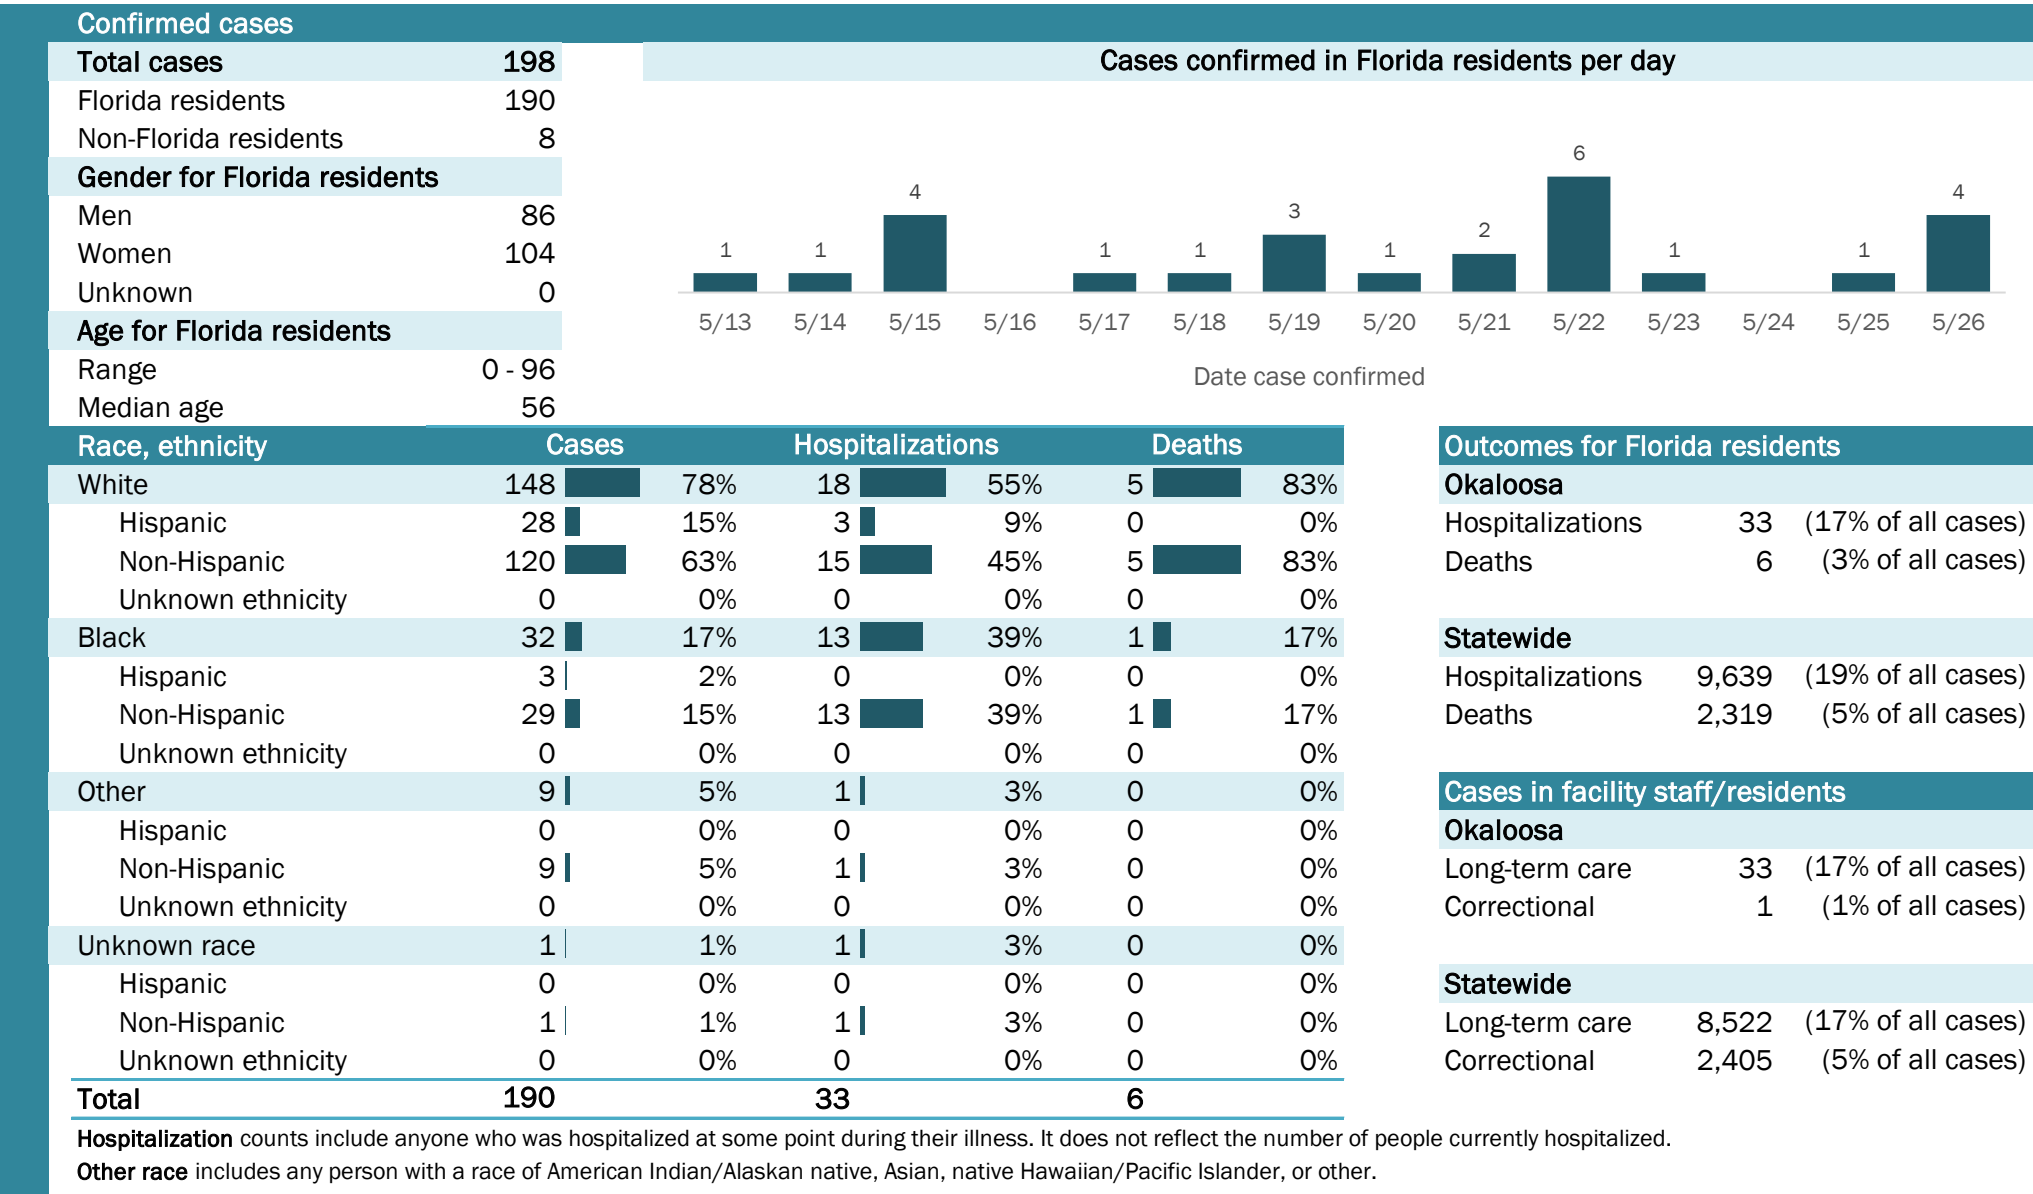 Confirmed cases
Total cases 198
Florida residents 190
Non-Florida residents 8
Gender for Florida residents
Men 86
Women 104
Unknown 0
Age for Florida residents
Range 0 - 96
Median age 56
Cases confirmed in Florida residents per day
1 1 4 1 1 3 1 2 6 1 1 4
5/13 5/14 5/15 5/16 5/17 5/18 5/19 5/20 5/21 5/22 5/23 5/24 5/25 5/26
Date case confirmed
Race, ethnicity Cases Hospitalizations Deaths
White 148 78% 18 55% 5 83%
Hispanic 28 15% 3 9% 0 0%
Non-Hispanic 120 63% 15 45% 5 83%
Unknown ethnicity 0 0% 0 0% 0 0%
Black 32 17% 13 39% 1 17%
Hispanic 3 2% 0 0% 0 0%
Non-Hispanic 29 15% 13 39% 1 17%
Unknown ethnicity 0 0% 0 0% 0 0%
Other 9 5% 1 3% 0 0%
Hispanic 0 0% 0 0% 0 0%
Non-Hispanic 9 5% 1 3% 0 0%
Unknown ethnicity 0 0% 0 0% 0 0%
Unknown race 1 1% 1 3% 0 0%
Hispanic 0 0% 0 0% 0 0%
Non-Hispanic 1 1% 1 3% 0 0%
Unknown ethnicity 0 0% 0 0% 0 0%
Total 190 33 6
Outcomes for Florida residents
Okaloosa
Hospitalizations 33 (17% of all cases)
Deaths 6 (3% of all cases)
Statewide
Hospitalizations 9,639 (19% of all cases)
Deaths 2,319 (5% of all cases)
Cases in facility staff/residents
Okaloosa
Long-term care 33 (17% of all cases)
Correctional 1 (1% of all cases)
Statewide
Long-term care 8,522 (17% of all cases)
Correctional 2,405 (5% of all cases)
Hospitalization counts include anyone who was hospitalized at some point during their illness. It does not reflect the number of people currently hospitalized.
Other race includes any person with a race of American Indian/Alaskan native, Asian, native Hawaiian/Pacific Islander, or other.